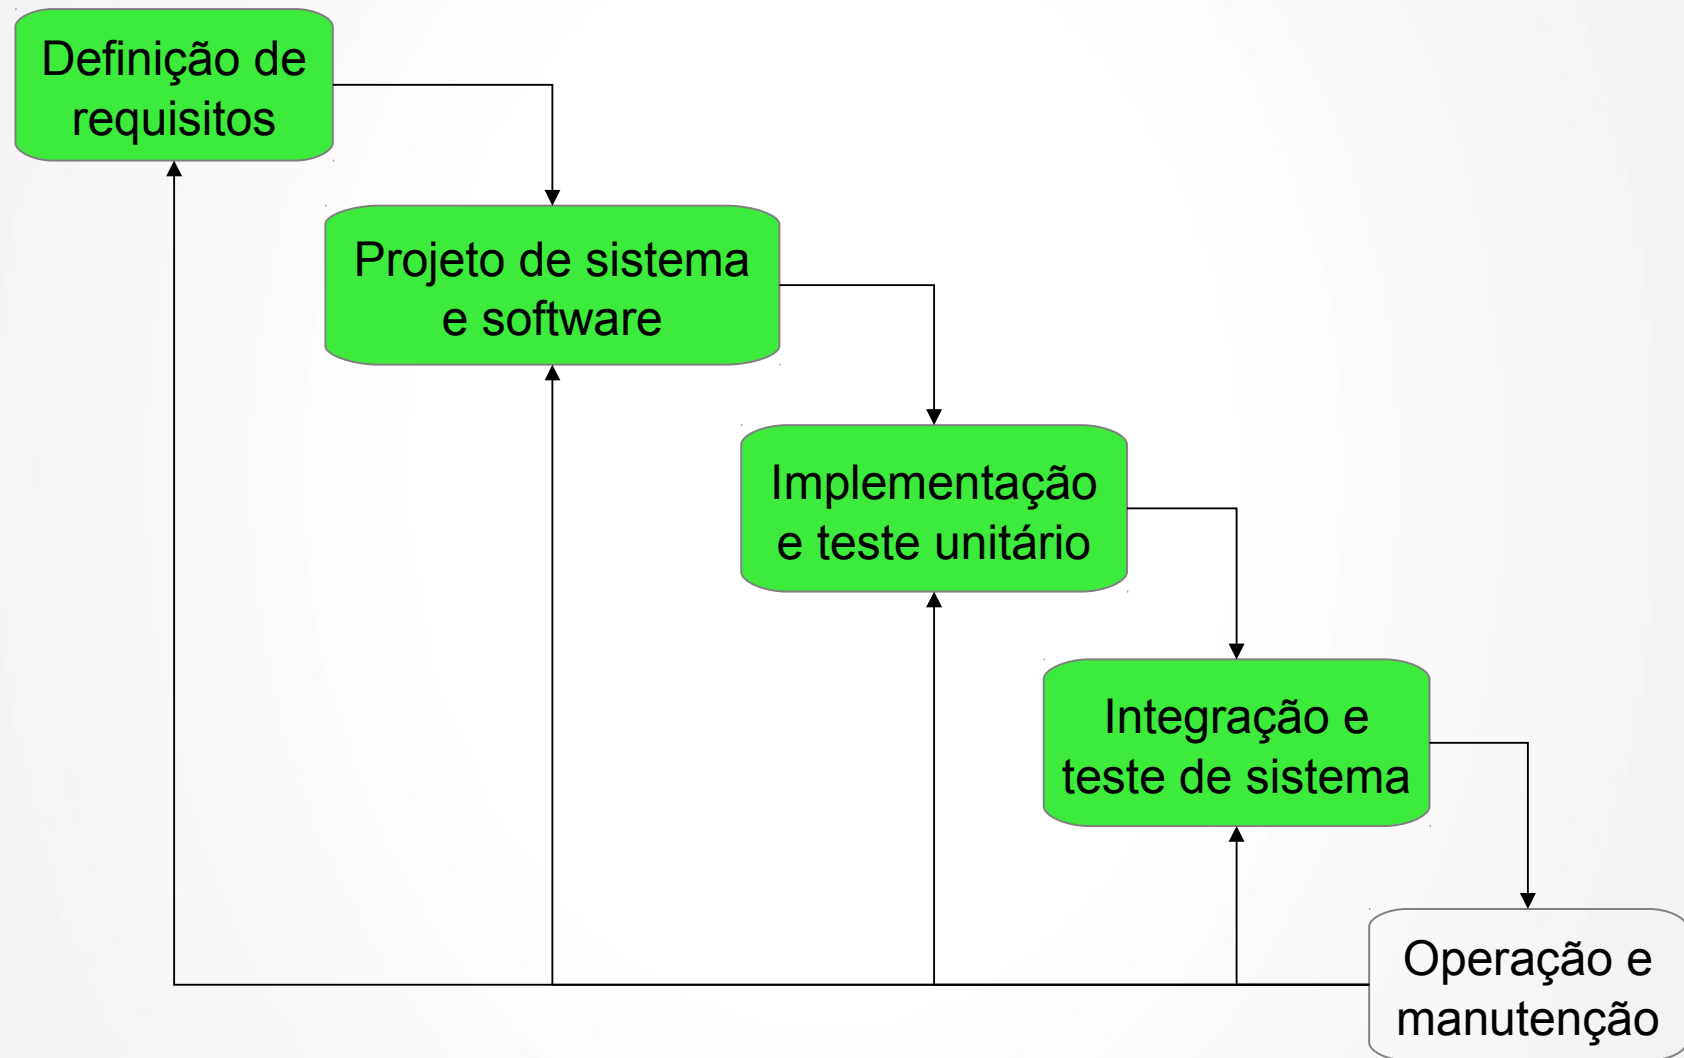 Definição de
requisitos
Projeto de sistema
e software
Implementação
e teste unitário
Integração e
teste de sistema
Operação e
manutenção